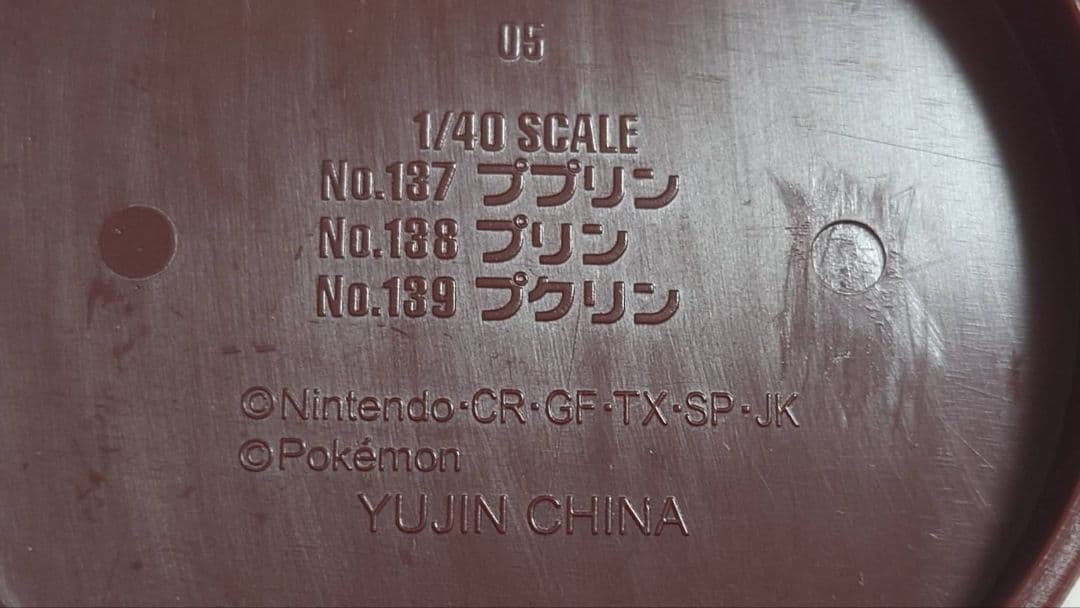 05
1/40 SCALE
No.137 ププリン
No.138 プリン
No.139 プクリン
©Nintendo·CR·GF·TX·SP·JK
©Pokémon
YUJIN CHINA